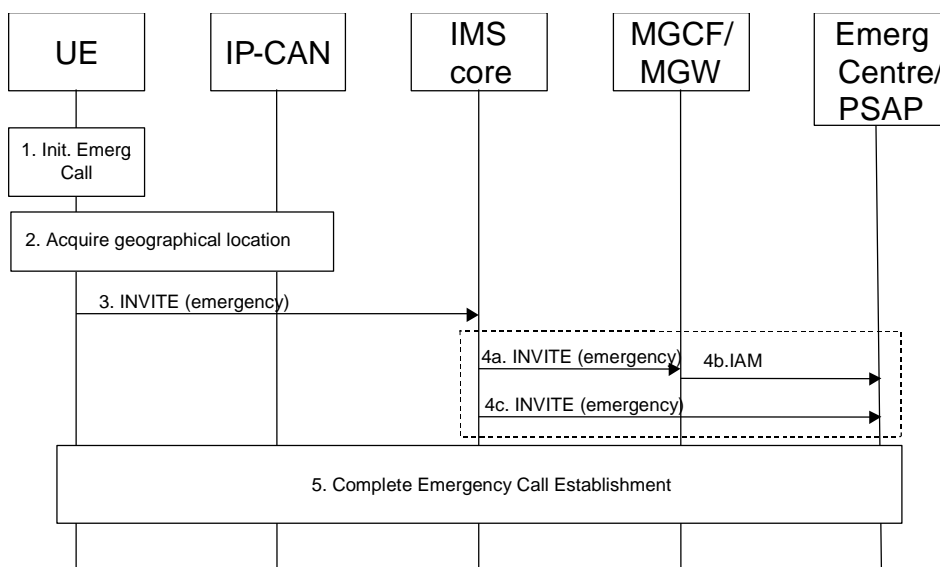 UE
IP-CAN
IMS
core
MGCF/
MGW
Emerg
Centre/
PSAP
1. Init. Emerg
Call
2. Acquire geographical location
3. INVITE (emergency)
4a. INVITE (emergency)
4b.IAM
4c. INVITE (emergency)
5. Complete Emergency Call Establishment